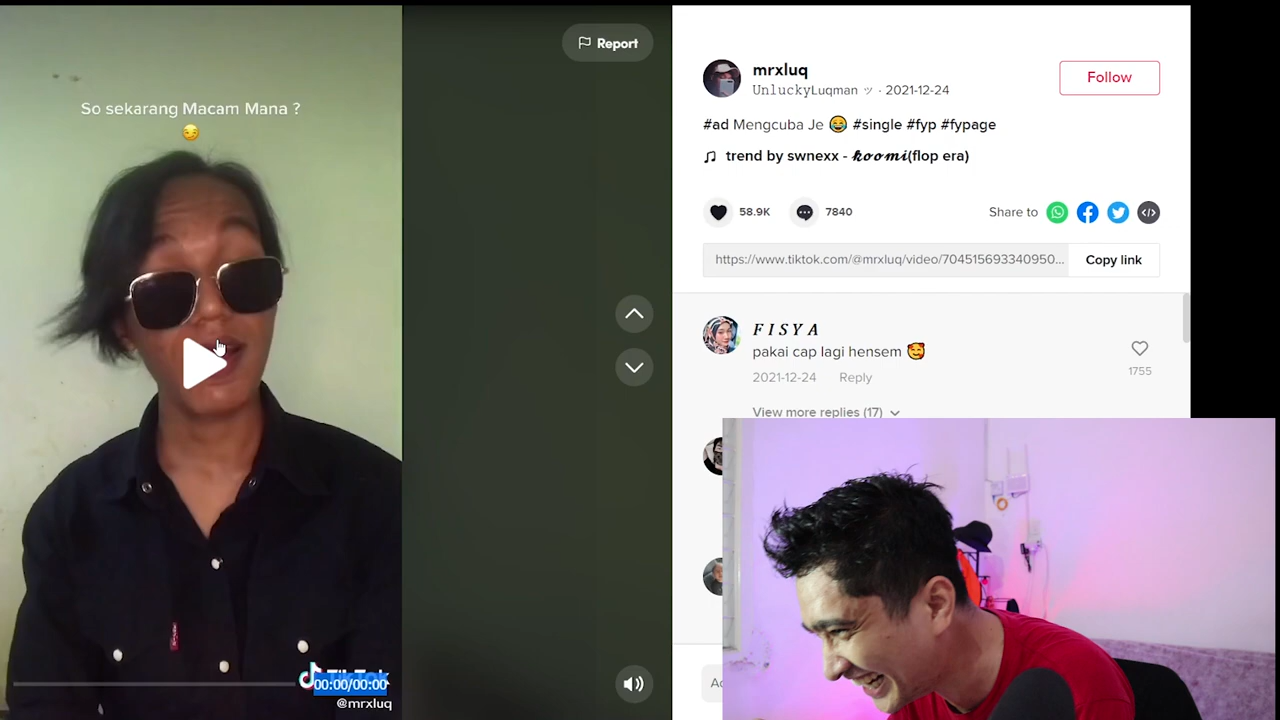 So sekarang Macam Mana ?
😏
TikTok
00:00/00:00
@mrxluq
Report
mrxluq
UnluckyLuqman ツ · 2021-12-24
Follow
#ad Mengcuba Je 😂 #single #fyp #fypage
trend by swnexx - 𝓴𝓸𝓸𝓶𝓲(flop era)
58.9K
7840
Share to
https://www.tiktok.com/@mrxluq/video/704515693340950...
Copy link
F I S Y A
pakai cap lagi hensem 🥰
2021-12-24
Reply
1755
View more replies (17)